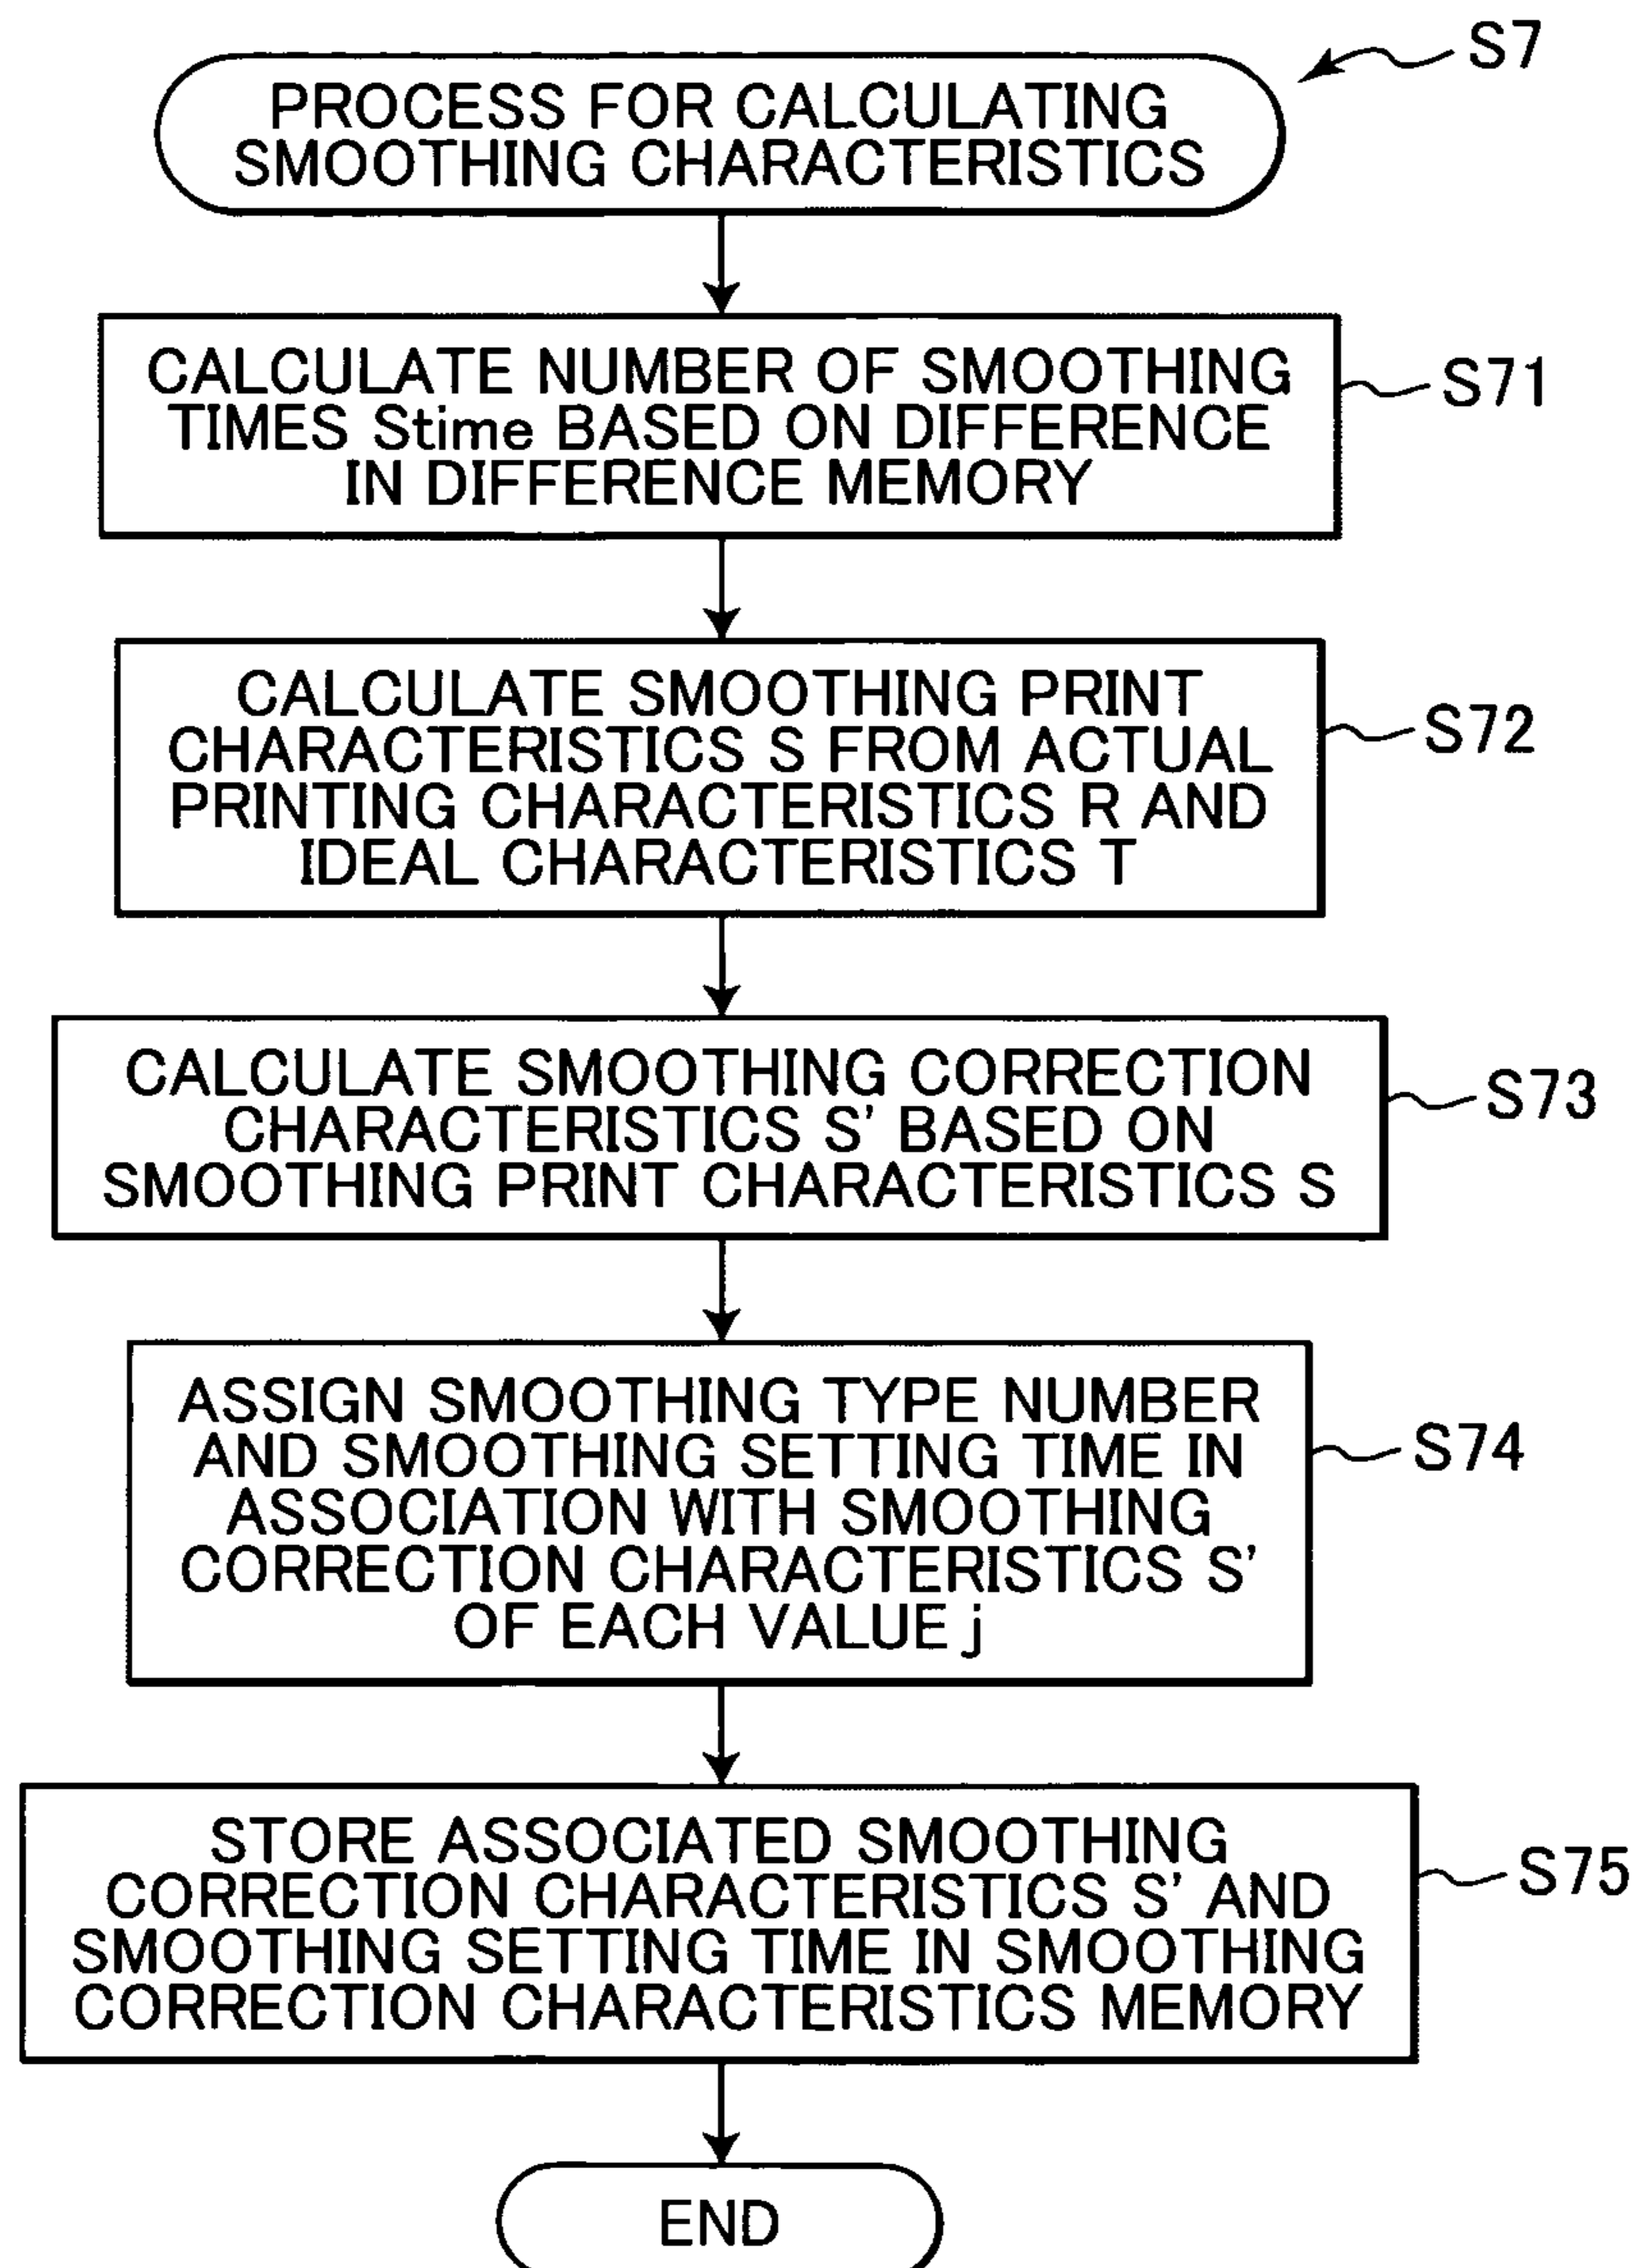 S7
PROCESS FOR CALCULATING
SMOOTHING CHARACTERISTICS
CALCULATE NUMBER OF SMOOTHING
TIMES Stime BASED ON DIFFERENCE
IN DIFFERENCE MEMORY
S71
CALCULATE SMOOTHING PRINT
CHARACTERISTICS S FROM ACTUAL
PRINTING CHARACTERISTICS R AND
IDEAL CHARACTERISTICS T
S72
CALCULATE SMOOTHING CORRECTION
CHARACTERISTICS S' BASED ON
SMOOTHING PRINT CHARACTERISTICS S
S73
ASSIGN SMOOTHING TYPE NUMBER
AND SMOOTHING SETTING TIME IN
ASSOCIATION WITH SMOOTHING
CORRECTION CHARACTERISTICS S'
OF EACH VALUE j
S74
STORE ASSOCIATED SMOOTHING
CORRECTION CHARACTERISTICS S' AND
SMOOTHING SETTING TIME IN SMOOTHING
CORRECTION CHARACTERISTICS MEMORY
S75
END